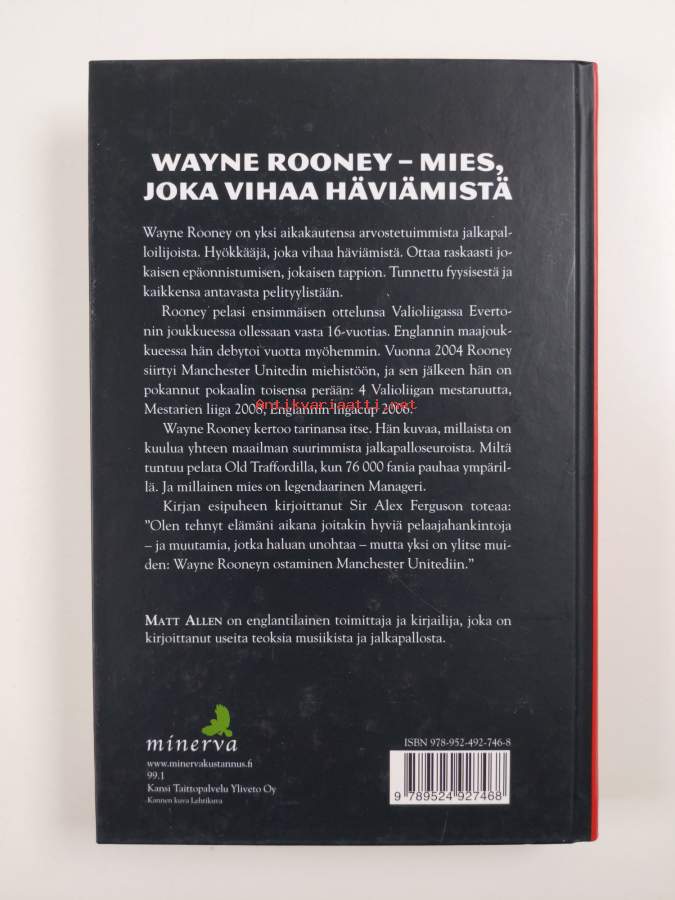 WAYNE ROONEY – MIES,
JOKA VIHAA HÄVIÄMISTÄ
Wayne Rooney on yksi aikakautensa arvostetuimmista jalkapal-
loilijoista. Hyökkääjä, joka vihaa häviämistä. Ottaa raskaasti jo-
kaisen epäonnistumisen, jokaisen tappion. Tunnettu fyysisestä ja
kaikkensa antavasta pelityylistään.
Rooney pelasi ensimmäisen ottelunsa Valioliigassa Everto-
nin joukkueessa ollessaan vasta 16-vuotias. Englannin maajouk-
kueessa hän debytoi vuotta myöhemmin. Vuonna 2004 Rooney
siirtyi Manchester Unitedin miehistöön, ja sen jälkeen hän on
pokannut pokaalin toisensa perään: 4 Valioliigan mestaruutta,
Mestarien liiga 2008, Englannin liigacup 2006.
Antikvariaatti.net
Wayne Rooney kertoo tarinansa itse. Hän kuvaa, millaista on
kuulua yhteen maailman suurimmista jalkapalloseuroista. Miltä
tuntuu pelata Old Traffordilla, kun 76 000 fania pauhaa ympäril-
lä. Ja millainen mies on legendaarinen Manageri.
Kirjan esipuheen kirjoittanut Sir Alex Ferguson toteaa:
”Olen tehnyt elämäni aikana joitakin hyviä pelaajahankintoja
– ja muutamia, jotka haluan unohtaa – mutta yksi on ylitse mui-
den: Wayne Rooneyn ostaminen Manchester Unitediin.”
MATT ALLEN on englantilainen toimittaja ja kirjailija, joka on
kirjoittanut useita teoksia musiikista ja jalkapallosta.
minerva
www.minervakustannus.fi
99.1
Kansi Taittopalvelu Yliveto Oy
Kannen kuva Lehtikuva
ISBN 978-952-492-746-8
9 789524 927468